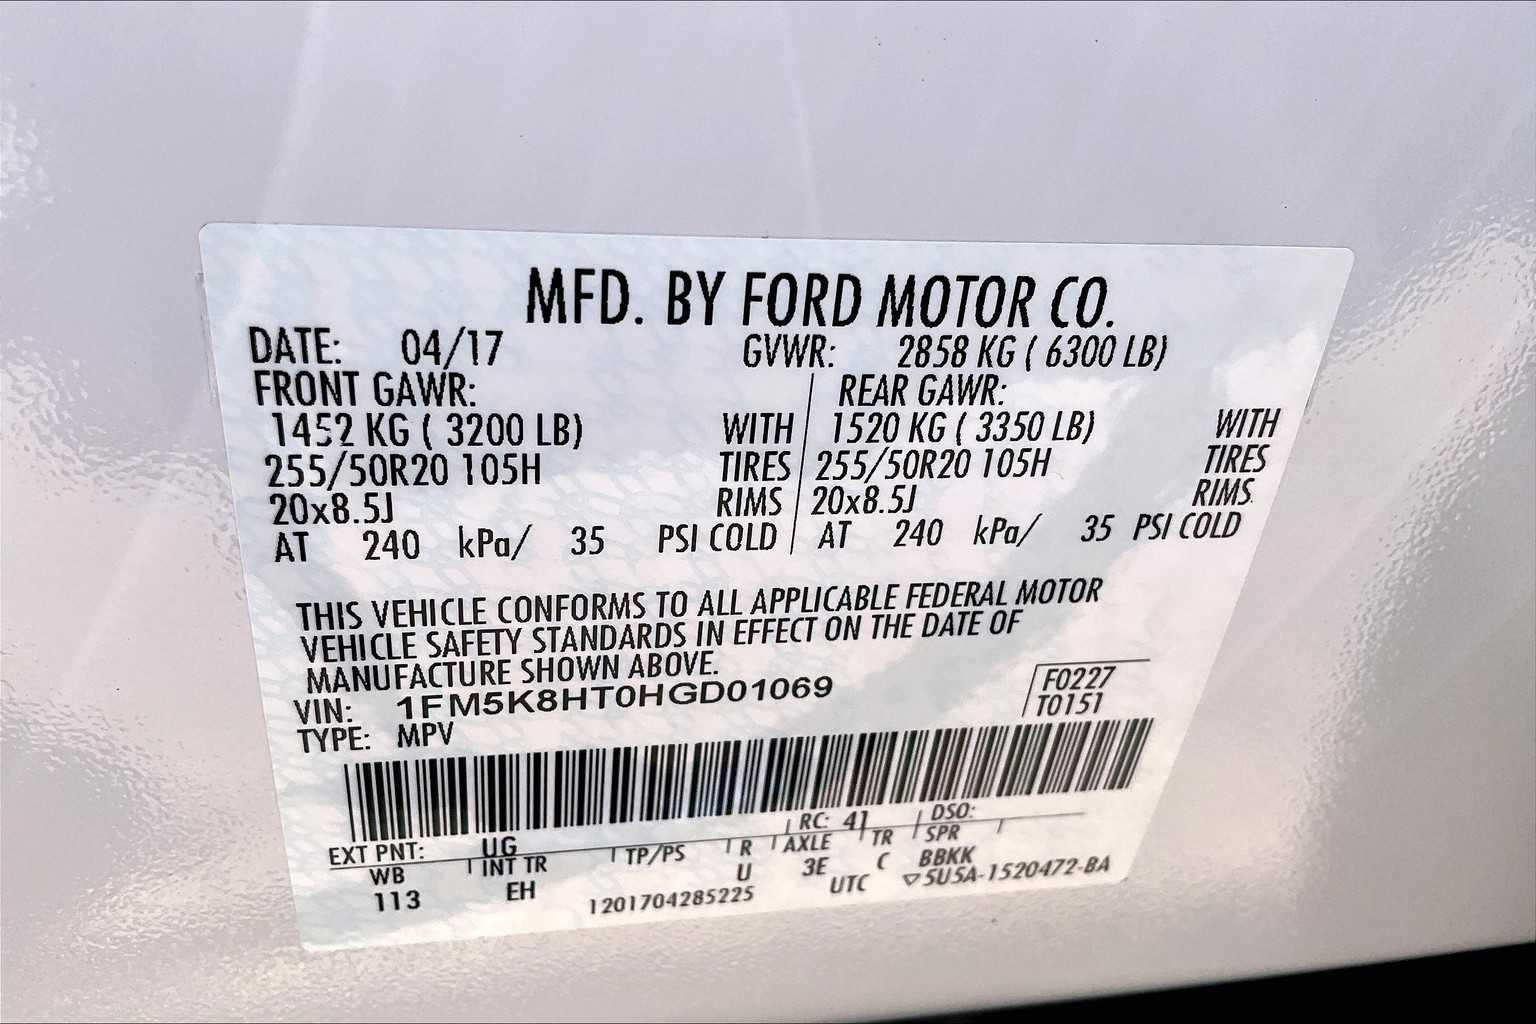 MFD. BY FORD MOTOR CO.
DATE: 04/17 GVWR: 2858 KG ( 6300 LB)
FRONT GAWR: REAR GAWR:
1452 KG ( 3200 LB) WITH 1520 KG ( 3350 LB) WITH
255/50R20 105H TIRES 255/50R20 105H TIRES
20x8.5J RIMS 20x8.5J RIMS
AT 240 kPa/ 35 PSI COLD AT 240 kPa/ 35 PSI COLD
THIS VEHICLE CONFORMS TO ALL APPLICABLE FEDERAL MOTOR
VEHICLE SAFETY STANDARDS IN EFFECT ON THE DATE OF
MANUFACTURE SHOWN ABOVE.
VIN: 1FM5K8HT0HGD01069 F0227
TYPE: MPV T0151
EXT PNT: UG RC: 41 DSO:
WB INT TR TP/PS R AXLE TR SPR
113 EH U 3E C BBKK
1201704285225 UTC ▽5U5A-1520472-BA